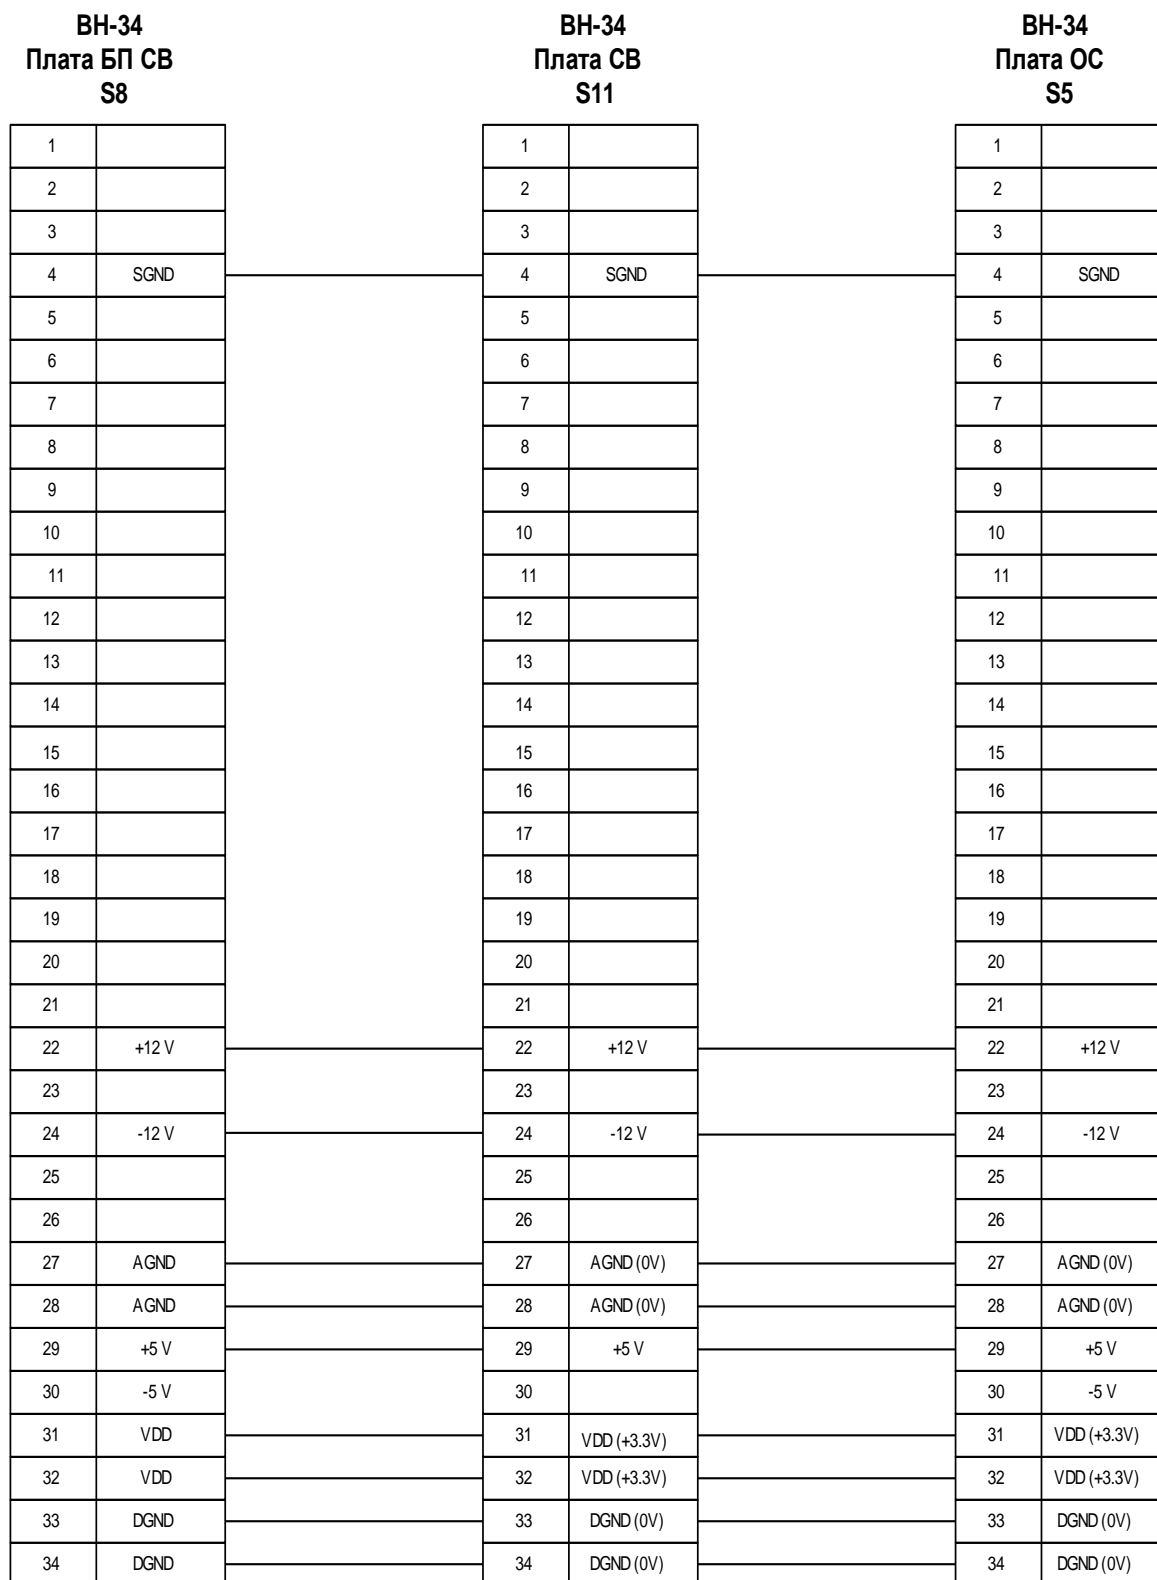 BH-34 BH-34 BH-34
Плата БП СВ Плата СВ Плата ОС
S8 S11 S5
1 1 1
2 2 2
3 3 3
4 SGND 4 SGND 4 SGND
5 5 5
6 6 6
7 7 7
8 8 8
9 9 9
10 10 10
11 11 11
12 12 12
13 13 13
14 14 14
15 15 15
16 16 16
17 17 17
18 18 18
19 19 19
20 20 20
21 21 21
22 +12 V 22 +12 V 22 +12 V
23 23 23
24 -12 V 24 -12 V 24 -12 V
25 25 25
26 26 26
27 AGND 27 AGND (0V) 27 AGND (0V)
28 AGND 28 AGND (0V) 28 AGND (0V)
29 +5 V 29 +5 V 29 +5 V
30 -5 V 30 30 -5 V
31 VDD 31 VDD (+3.3V) 31 VDD (+3.3V)
32 VDD 32 VDD (+3.3V) 32 VDD (+3.3V)
33 DGND 33 DGND (0V) 33 DGND (0V)
34 DGND 34 DGND (0V) 34 DGND (0V)